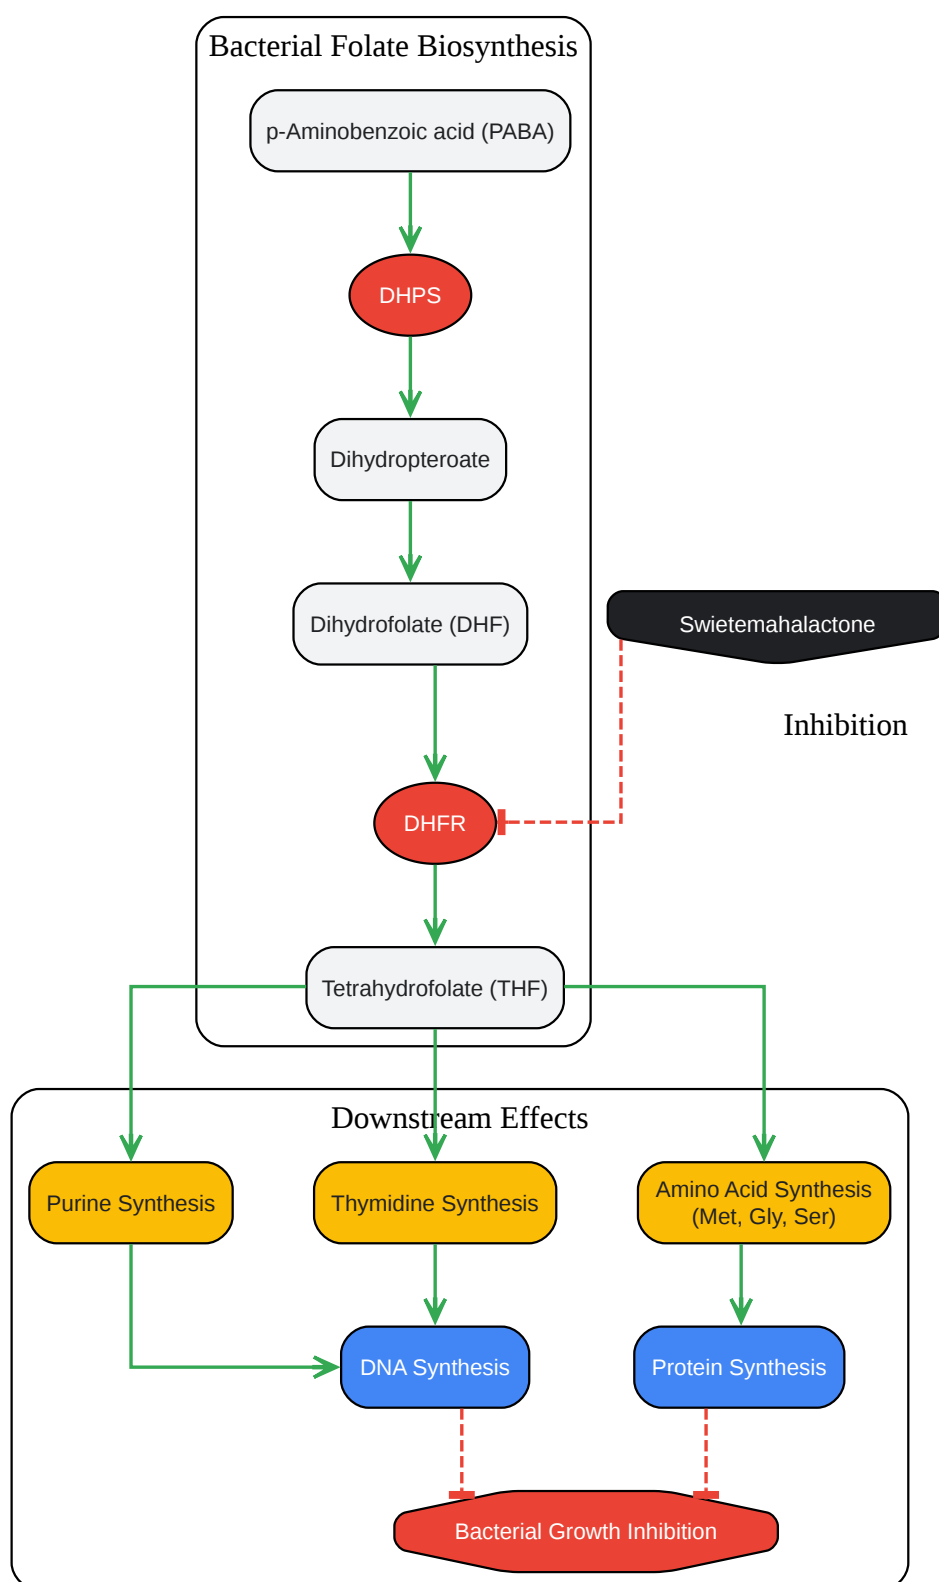 Bacterial Folate Biosynthesis
p-Aminobenzoic acid (PABA)
DHPS
Dihydropteroate
Dihydrofolate (DHF)
Swietemahalactone
Inhibition
DHFR
Tetrahydrofolate (THF)
Downstream Effects
Purine Synthesis
Thymidine Synthesis
Amino Acid Synthesis
(Met, Gly, Ser)
DNA Synthesis
Protein Synthesis
Bacterial Growth Inhibition